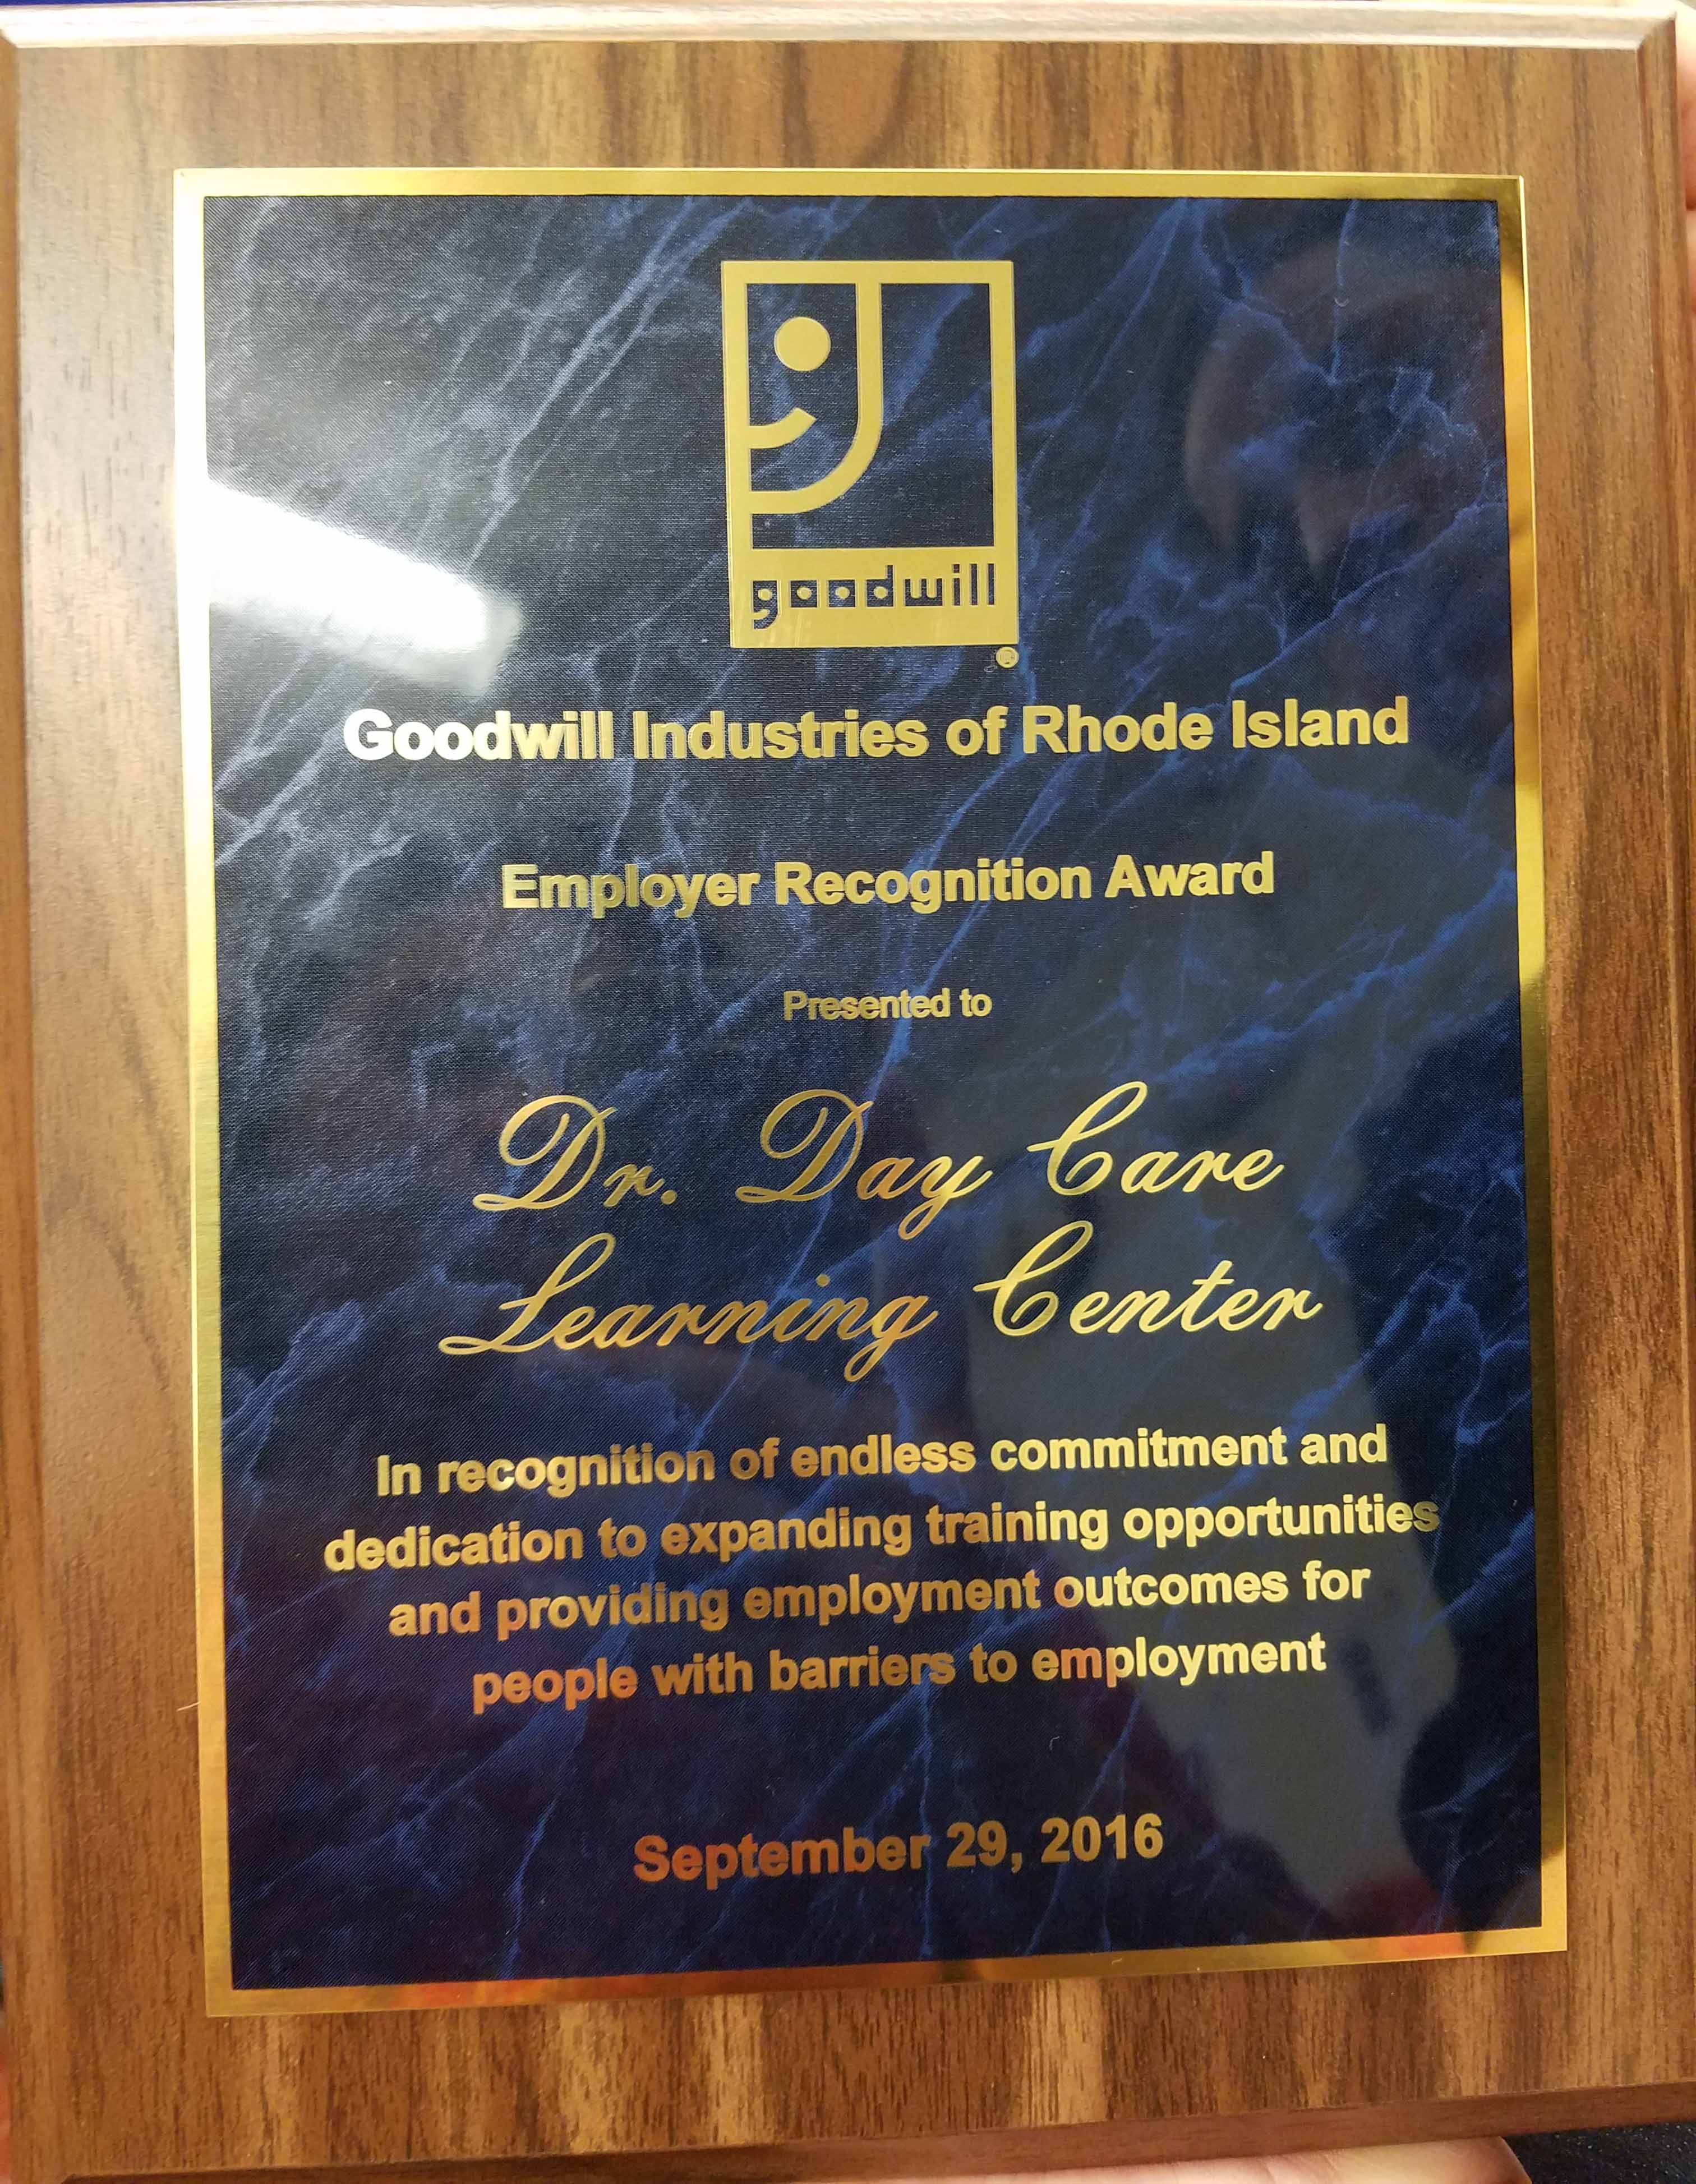 goodwill
®
Goodwill Industries of Rhode Island
Employer Recognition Award
Presented to
Dr. Day Care
Learning Center
In recognition of endless commitment and
dedication to expanding training opportunities
and providing employment outcomes for
people with barriers to employment
September 29, 2016